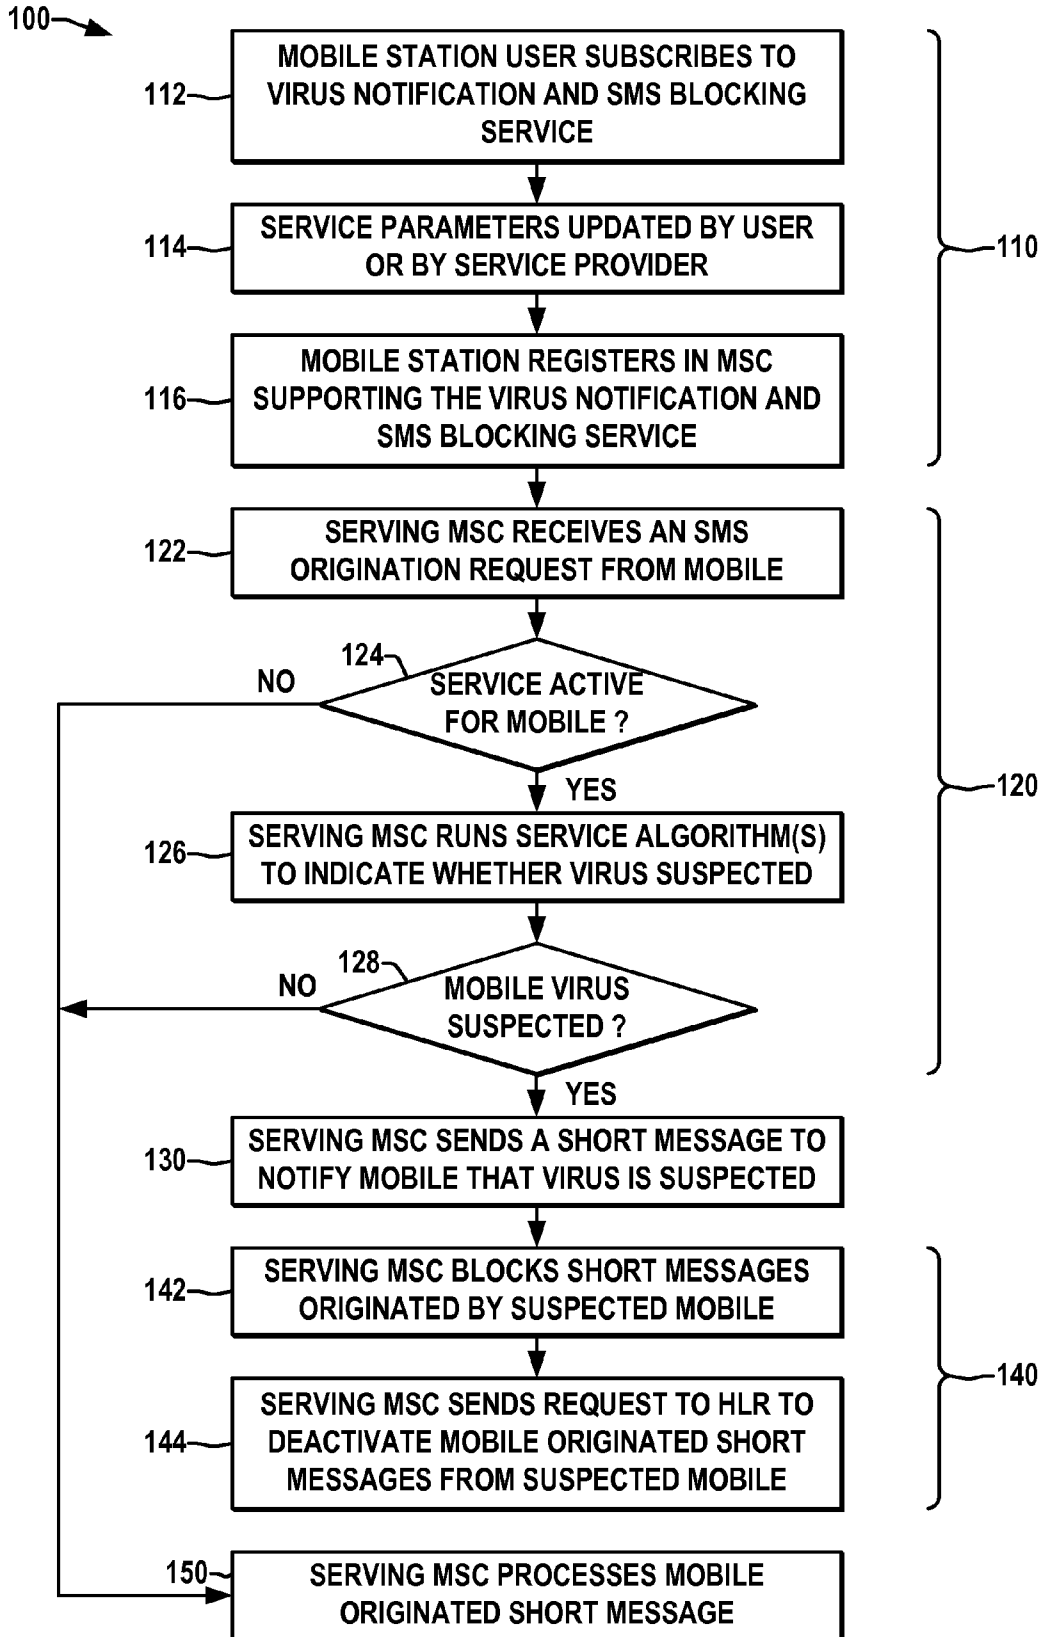 100
MOBILE STATION USER SUBSCRIBES TO
VIRUS NOTIFICATION AND SMS BLOCKING
SERVICE
112
SERVICE PARAMETERS UPDATED BY USER
OR BY SERVICE PROVIDER
114
110
MOBILE STATION REGISTERS IN MSC
SUPPORTING THE VIRUS NOTIFICATION AND
SMS BLOCKING SERVICE
116
SERVING MSC RECEIVES AN SMS
ORIGINATION REQUEST FROM MOBILE
122
124
NO
SERVICE ACTIVE
FOR MOBILE ?
YES
120
SERVING MSC RUNS SERVICE ALGORITHM(S)
TO INDICATE WHETHER VIRUS SUSPECTED
126
128
NO
MOBILE VIRUS
SUSPECTED ?
YES
SERVING MSC SENDS A SHORT MESSAGE TO
NOTIFY MOBILE THAT VIRUS IS SUSPECTED
130
SERVING MSC BLOCKS SHORT MESSAGES
ORIGINATED BY SUSPECTED MOBILE
142
140
SERVING MSC SENDS REQUEST TO HLR TO
DEACTIVATE MOBILE ORIGINATED SHORT
MESSAGES FROM SUSPECTED MOBILE
144
150
SERVING MSC PROCESSES MOBILE
ORIGINATED SHORT MESSAGE